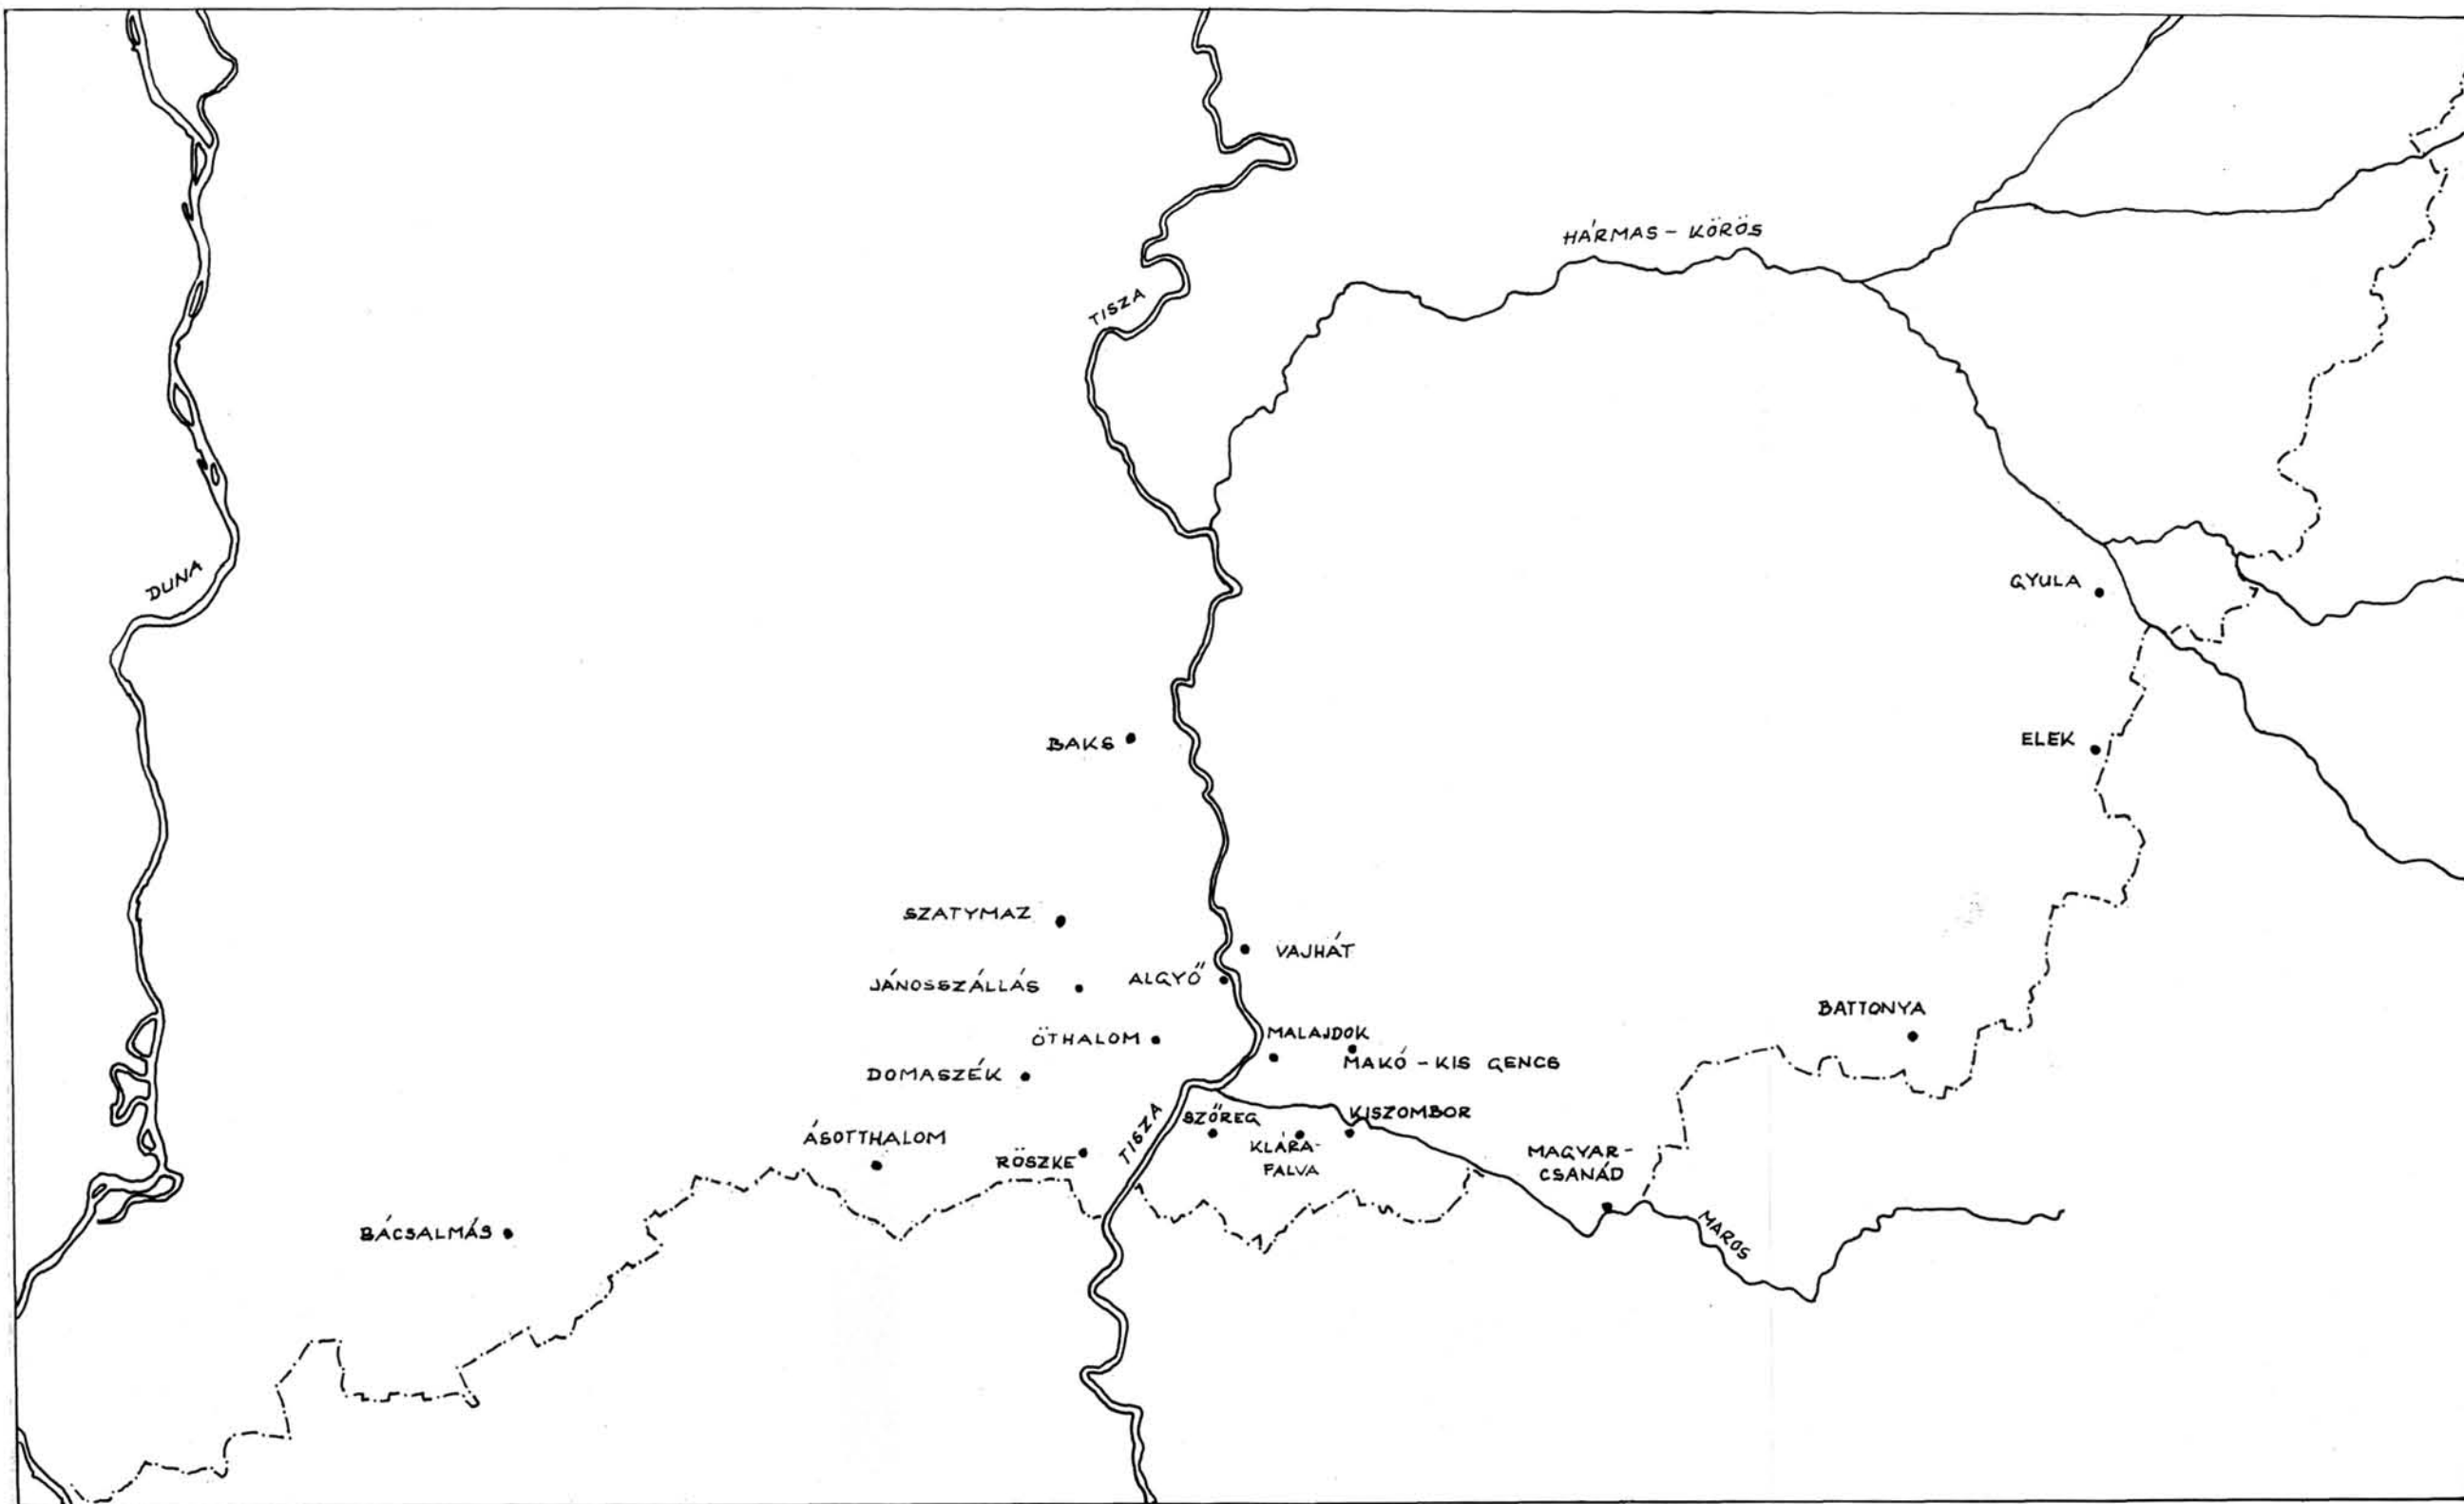 HÁRMAS - KÖRÖS
TISZA
DUNA
GYULA
BAKS
ELEK
SZATYMAZ
VAJHÁT
JÁNOSSZÁLLÁS
ALGYŐ
BATTONYA
ÖTHALOM
MALAJDOK
DOMASZÉK
MAKÓ - KIS GENCS
TISZA
SZŐREG
KISZOMBOR
ÁSOTTHALOM
RÖSZKE
KLÁRA-
FALVA
MAGYAR-
CSANÁD
BÁCSALMÁS
MAROS